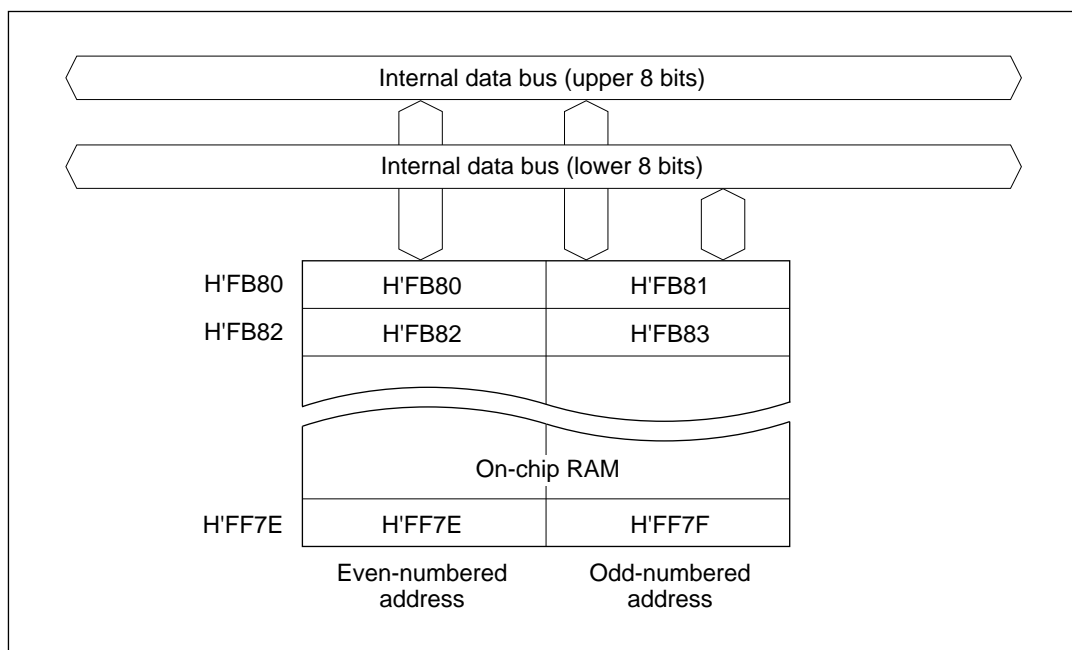 Internal data bus (upper 8 bits)
Internal data bus (lower 8 bits)
H'FB80 H'FB80 H'FB81
H'FB82 H'FB82 H'FB83
On-chip RAM
H'FF7E H'FF7E H'FF7F
Even-numbered address
Odd-numbered address